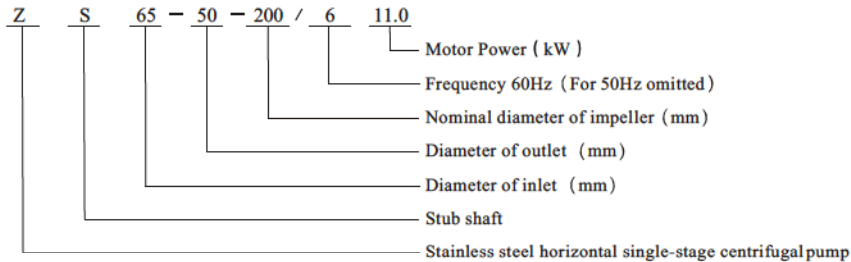 Z S 65 - 50 - 200 / 6 11.0
Motor Power ( kW )
Frequency 60Hz (For 50Hz omitted)
Nominal diameter of impeller (mm)
Diameter of outlet (mm)
Diameter of inlet (mm)
Stub shaft
Stainless steel horizontal single-stage centrifugal pump